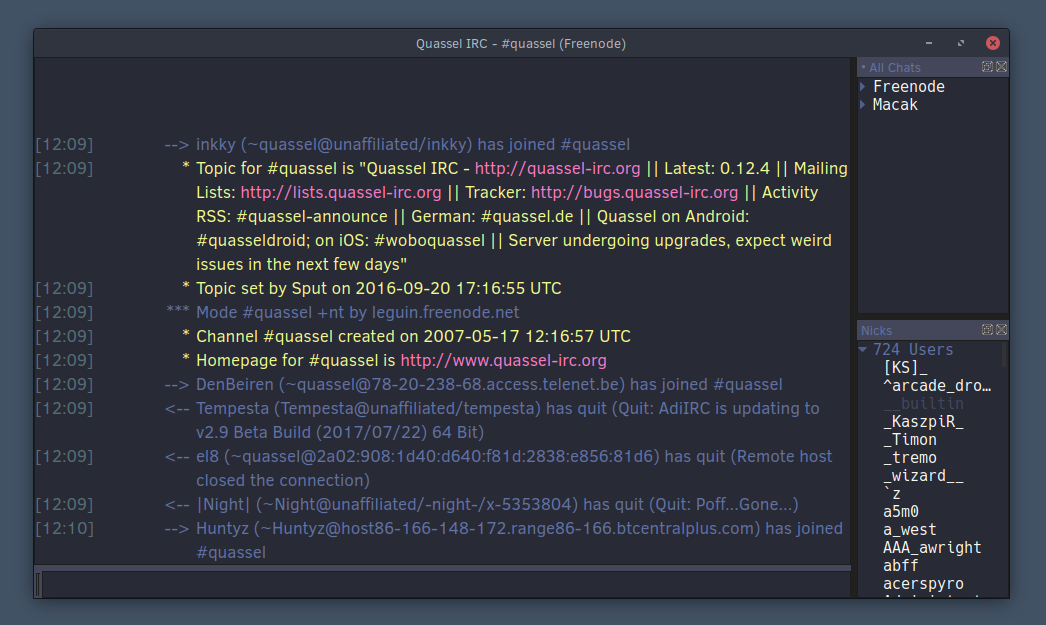 Quassel IRC - #quassel (Freenode)
[12:09] --> inkky (~quassel@unaffiliated/inkky) has joined #quassel
[12:09] * Topic for #quassel is "Quassel IRC - http://quassel-irc.org || Latest: 0.12.4 || Mailing
Lists: http://lists.quassel-irc.org || Tracker: http://bugs.quassel-irc.org || Activity
RSS: #quassel-announce || German: #quassel.de || Quassel on Android:
#quasseldroid; on iOS: #woboquassel || Server undergoing upgrades, expect weird
issues in the next few days"
[12:09] * Topic set by Sput on 2016-09-20 17:16:55 UTC
[12:09] *** Mode #quassel +nt by leguin.freenode.net
[12:09] * Channel #quassel created on 2007-05-17 12:16:57 UTC
[12:09] * Homepage for #quassel is http://www.quassel-irc.org
[12:09] --> DenBeiren (~quassel@78-20-238-68.access.telenet.be) has joined #quassel
[12:09] <-- Tempesta (Tempesta@unaffiliated/tempesta) has quit (Quit: AdiIRC is updating to
v2.9 Beta Build (2017/07/22) 64 Bit)
[12:09] <-- el8 (~quassel@2a02:908:1d40:d640:f81d:2838:e856:81d6) has quit (Remote host
closed the connection)
[12:09] <-- |Night| (~Night@unaffiliated/-night-/x-5353804) has quit (Quit: Poff...Gone...)
[12:10] --> Huntyz (~Huntyz@host86-166-148-172.range86-166.btcentralplus.com) has joined
#quassel
All Chats
Freenode
Macak
Nicks
724 Users
[KS]_
^arcade_dro…
__builtin
_KaszpiR_
_Timon
_tremo
_wizard__
`z
a5m0
a_west
AAA_awright
abff
acerspyro